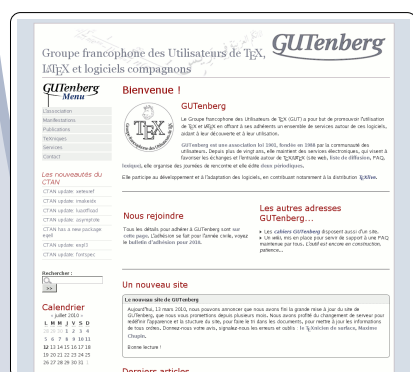 Groupe francophone des Utilisateurs de TEX,
LATEX et logiciels compagnons
GUTenberg
GUTenberg
Menu
L'association
Manifestations
Publications
Techniques
Services
Contact
Les nouveautés du
CTAN
CTAN update: selnolig
CTAN update: makeidx
CTAN update: luaotfload
CTAN update: asymptote
CTAN has a new package:
CTAN update: expl3
CTAN update: fontspec
Rechercher :
>>
Calendrier
« juillet 2010 »
L M M J V S D
28 29 30 1 2 3 4
5 6 7 8 9 10 11
12 13 14 15 16 17 18
19 20 21 22 23 24 25
26 27 28 29 30 31 1
Bienvenue !
GUTenberg
Le Groupe francophone des Utilisateurs de TEX (GUT) a pour but de promouvoir l'utilisation
de TEX et LATEX en offrant à ses adhérents un ensemble de services autour de ces logiciels,
aidant à leur découverte et à leur utilisation.
GUTenberg est une association loi 1901, fondée en 1988 par la communauté des
utilisateurs. Depuis plus de vingt ans, elle maintient des services électroniques, qui visent à
favoriser les échanges et l'entraide autour de TEX/LATEX (site web, liste de diffusion, FAQ,
lexique), elle organise des journées de rencontre et elle édite deux périodiques.
Elle participe au développement et à l'adaptation des logiciels, en contribuant notamment à la distribution TEXlive.
Nous rejoindre
Tous les détails pour adhérer à GUTenberg sont sur
cette page. L'adhésion se fait pour l'année civile, voyez
le bulletin d'adhésion pour 2010.
Les autres adresses
GUTenberg...
▸ Les cahiers GUTenberg disposent aussi d'un site.
▸ Un wiki, mis en place pour servir de support à une FAQ
maintenue par tous. L'outil est encore en construction,
patience...
Un nouveau site
Le nouveau site de GUTenberg
Aujourd'hui, 13 mars 2010, nous pouvons annoncer que nous avons fini la grande mise à jour du site de
GUTenberg, que nous vous promettons depuis plusieurs mois. Nous avons profité du changement de serveur pour
redéfinir l'apparence et la structure du site, pour faire le tri dans les documents, pour mettre à jour les informations
de tous ordres. Donnez-nous votre avis, signalez-nous les erreurs et oublis : le TEXnicien de surface, Maxime
Chupin.
Bonne lecture !
Derniers articles